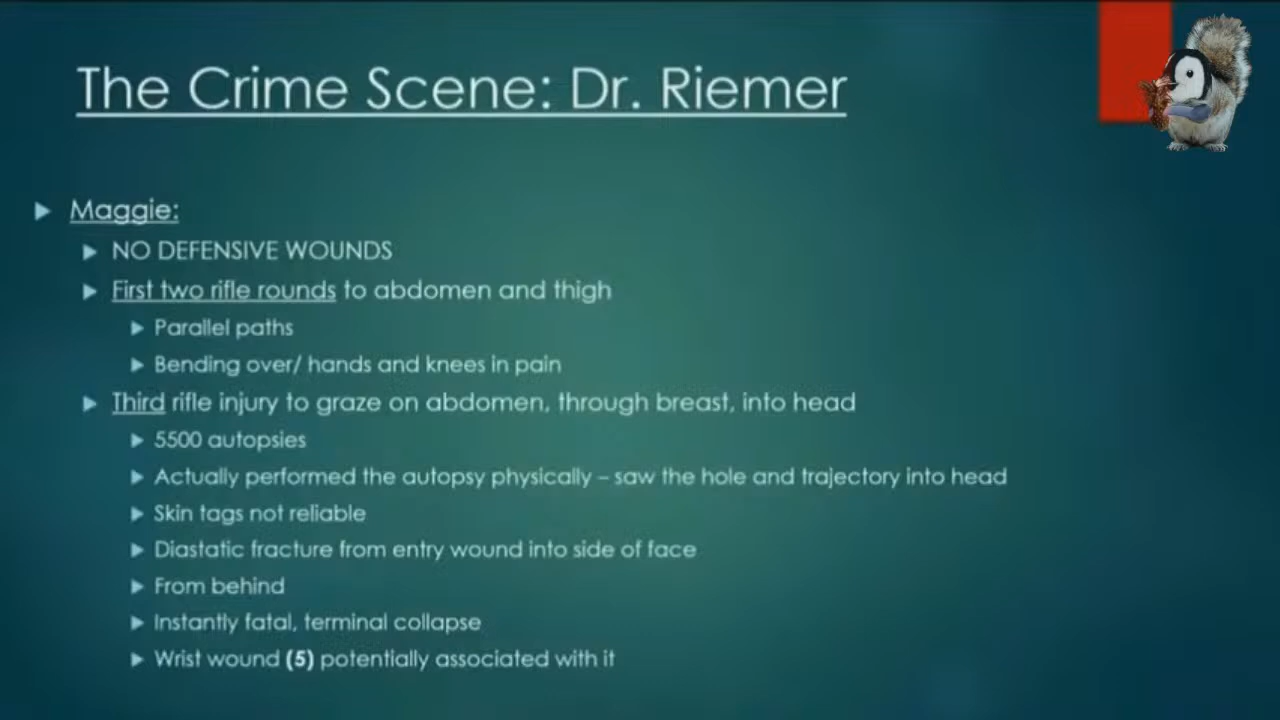 The Crime Scene: Dr. Riemer
Maggie:
NO DEFENSIVE WOUNDS
First two rifle rounds to abdomen and thigh
Parallel paths
Bending over/ hands and knees in pain
Third rifle injury to graze on abdomen, through breast, into head
5500 autopsies
Actually performed the autopsy physically – saw the hole and trajectory into head
Skin tags not reliable
Diastatic fracture from entry wound into side of face
From behind
Instantly fatal, terminal collapse
Wrist wound (5) potentially associated with it